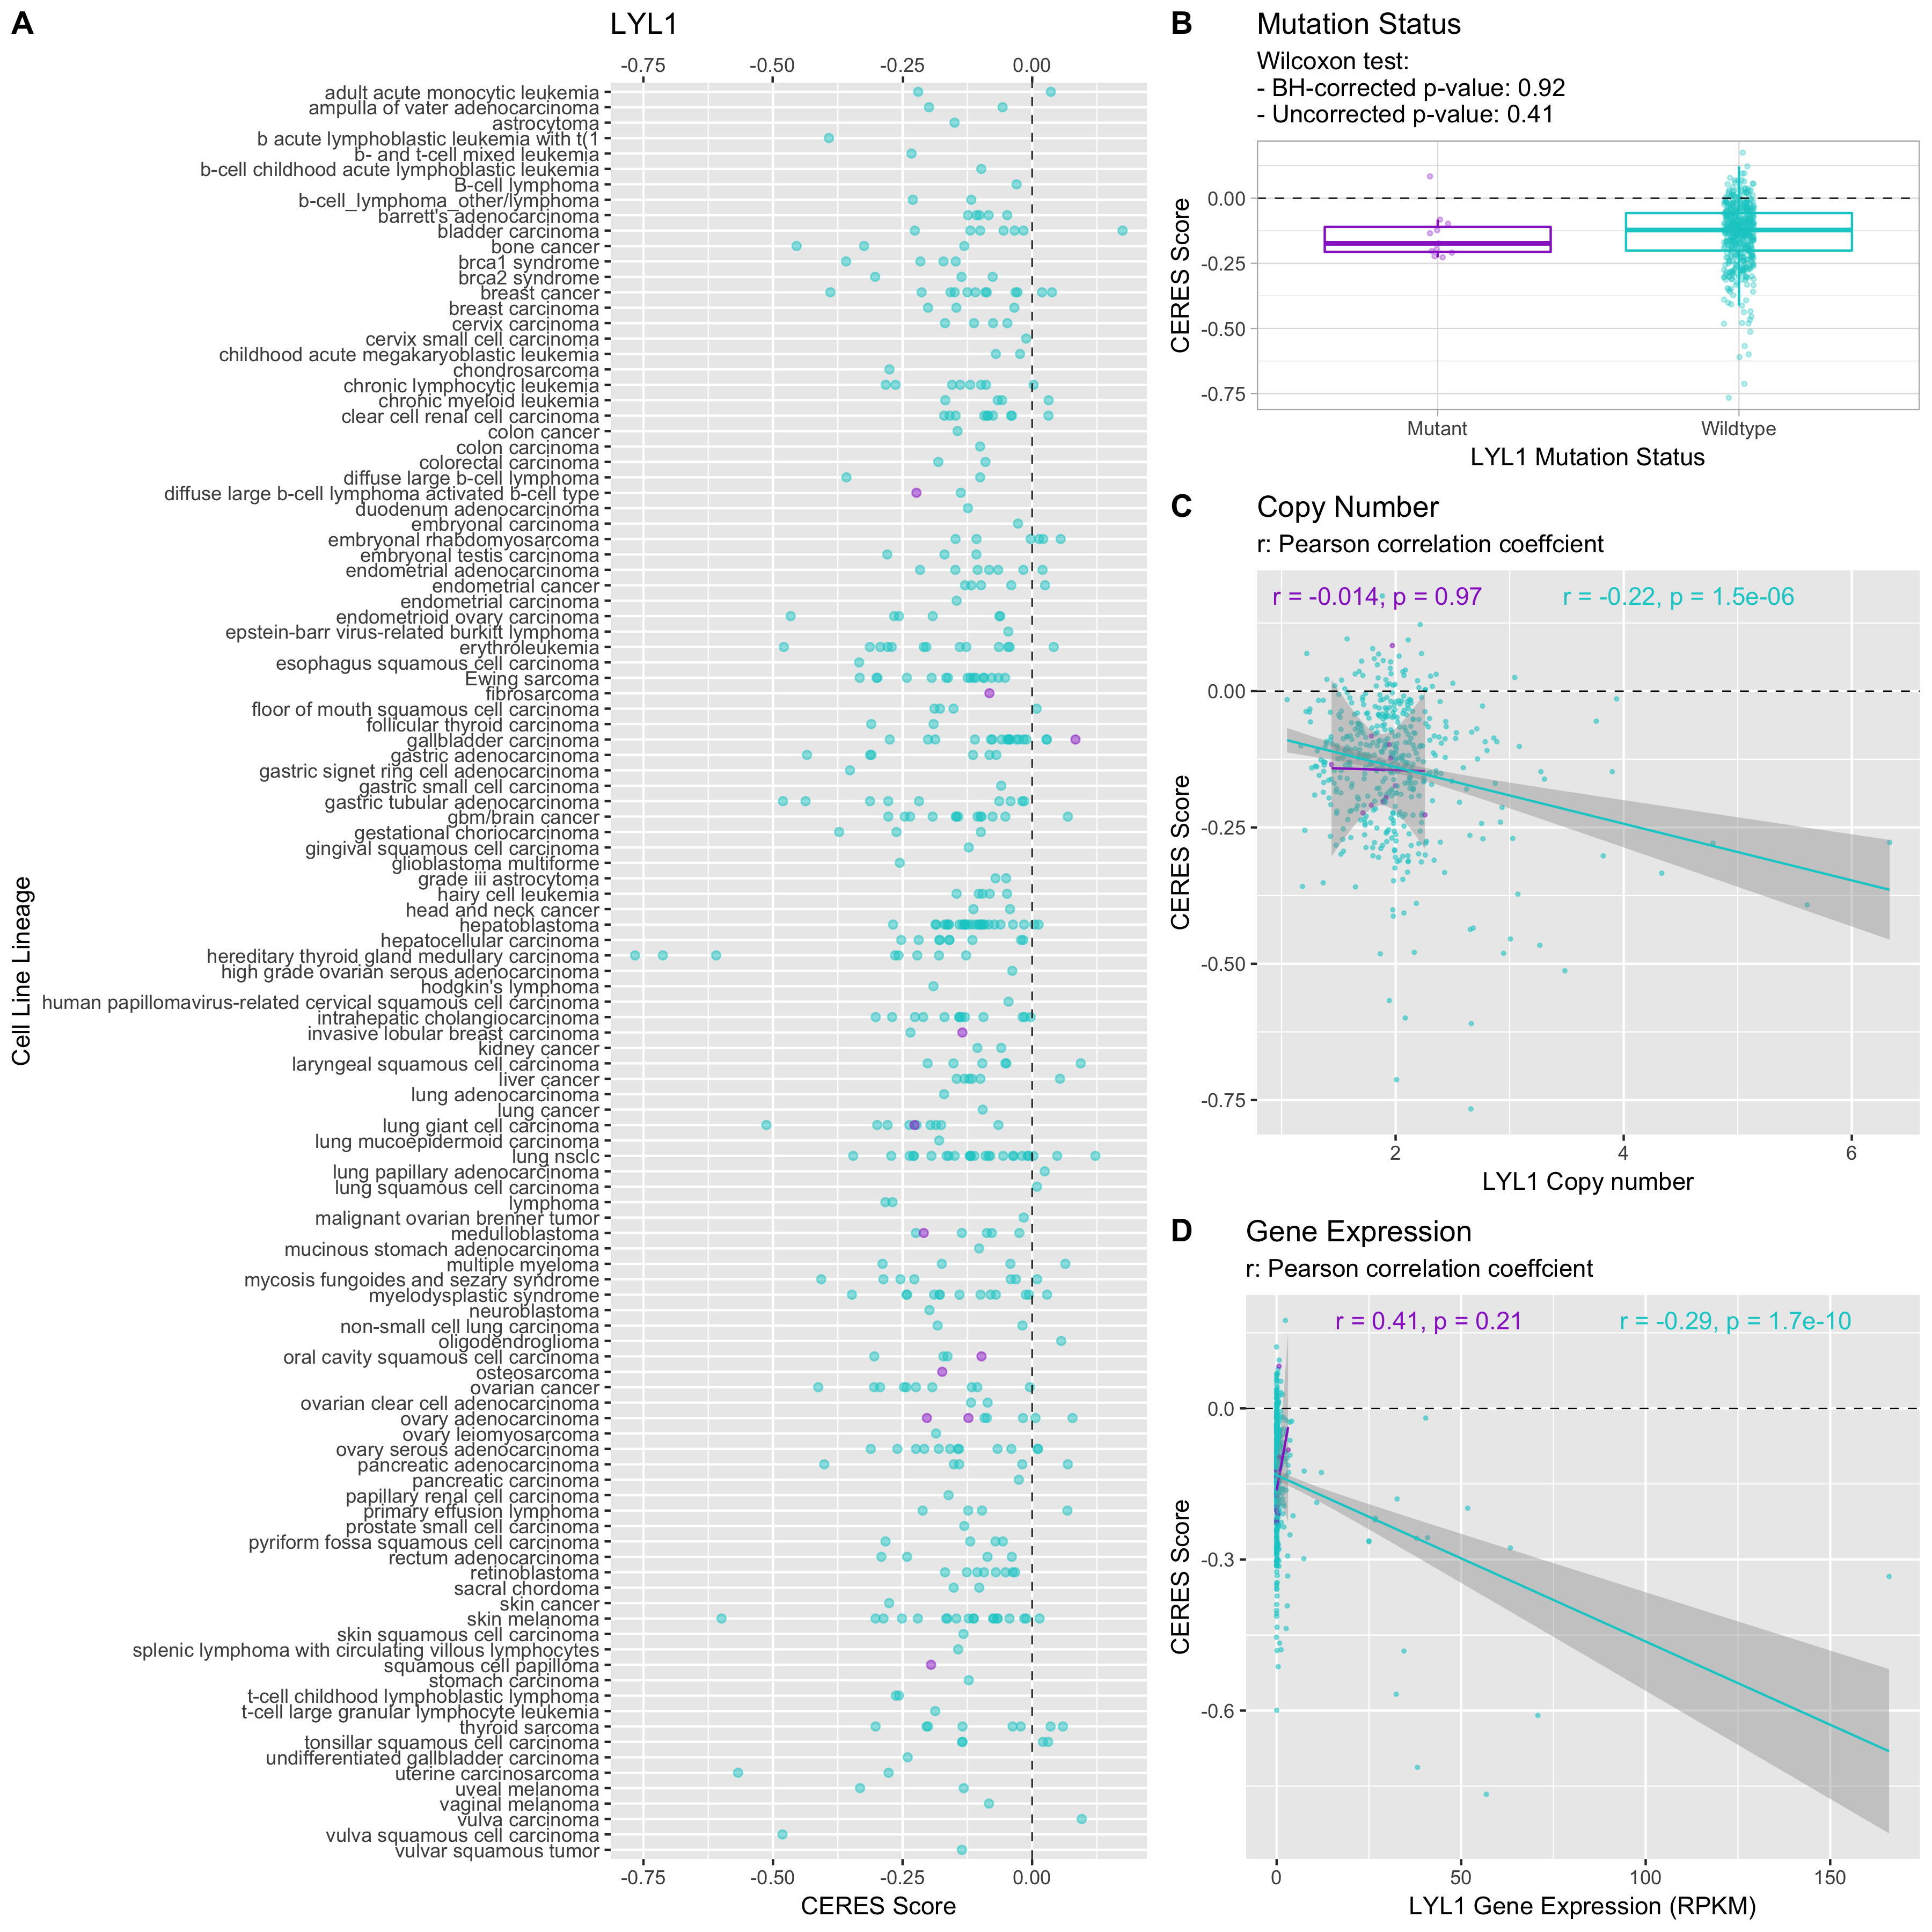 A
LYL1
-0.75 -0.50 -0.25 0.00
adult acute monocytic leukemia
ampulla of vater adenocarcinoma
astrocytoma
b acute lymphoblastic leukemia with t(1
b- and t-cell mixed leukemia
b-cell childhood acute lymphoblastic leukemia
B-cell lymphoma
b-cell_lymphoma_other/lymphoma
barrett's adenocarcinoma
bladder carcinoma
bone cancer
brca1 syndrome
brca2 syndrome
breast cancer
breast carcinoma
cervix carcinoma
cervix small cell carcinoma
childhood acute megakaryoblastic leukemia
chondrosarcoma
chronic lymphocytic leukemia
chronic myeloid leukemia
clear cell renal cell carcinoma
colon cancer
colon carcinoma
colorectal carcinoma
diffuse large b-cell lymphoma
diffuse large b-cell lymphoma activated b-cell type
duodenum adenocarcinoma
embryonal carcinoma
embryonal rhabdomyosarcoma
embryonal testis carcinoma
endometrial adenocarcinoma
endometrial cancer
endometrial carcinoma
endometrioid ovary carcinoma
epstein-barr virus-related burkitt lymphoma
erythroleukemia
esophagus squamous cell carcinoma
Ewing sarcoma
fibrosarcoma
floor of mouth squamous cell carcinoma
follicular thyroid carcinoma
gallbladder carcinoma
gastric adenocarcinoma
gastric signet ring cell adenocarcinoma
gastric small cell carcinoma
gastric tubular adenocarcinoma
gbm/brain cancer
gestational choriocarcinoma
gingival squamous cell carcinoma
glioblastoma multiforme
grade iii astrocytoma
hairy cell leukemia
head and neck cancer
hepatoblastoma
hepatocellular carcinoma
hereditary thyroid gland medullary carcinoma
high grade ovarian serous adenocarcinoma
hodgkin's lymphoma
human papillomavirus-related cervical squamous cell carcinoma
intrahepatic cholangiocarcinoma
invasive lobular breast carcinoma
kidney cancer
laryngeal squamous cell carcinoma
liver cancer
lung adenocarcinoma
lung cancer
lung giant cell carcinoma
lung mucoepidermoid carcinoma
lung nsclc
lung papillary adenocarcinoma
lung squamous cell carcinoma
lymphoma
malignant ovarian brenner tumor
medulloblastoma
mucinous stomach adenocarcinoma
multiple myeloma
mycosis fungoides and sezary syndrome
myelodysplastic syndrome
neuroblastoma
non-small cell lung carcinoma
oligodendroglioma
oral cavity squamous cell carcinoma
osteosarcoma
ovarian cancer
ovarian clear cell adenocarcinoma
ovary adenocarcinoma
ovary leiomyosarcoma
ovary serous adenocarcinoma
pancreatic adenocarcinoma
pancreatic carcinoma
papillary renal cell carcinoma
primary effusion lymphoma
prostate small cell carcinoma
pyriform fossa squamous cell carcinoma
rectum adenocarcinoma
retinoblastoma
sacral chordoma
skin cancer
skin melanoma
skin squamous cell carcinoma
splenic lymphoma with circulating villous lymphocytes
squamous cell papilloma
stomach carcinoma
t-cell childhood lymphoblastic lymphoma
t-cell large granular lymphocyte leukemia
thyroid sarcoma
tonsillar squamous cell carcinoma
undifferentiated gallbladder carcinoma
uterine carcinosarcoma
uveal melanoma
vaginal melanoma
vulva carcinoma
vulva squamous cell carcinoma
vulvar squamous tumor
-0.75 -0.50 -0.25 0.00
CERES Score
Cell Line Lineage
B
Mutation Status
Wilcoxon test:
- BH-corrected p-value: 0.92
- Uncorrected p-value: 0.41
0.00
-0.25
-0.50
-0.75
CERES Score
Mutant Wildtype
LYL1 Mutation Status
C
Copy Number
r: Pearson correlation coeffcient
r = -0.014, p = 0.97 r = -0.22, p = 1.5e-06
0.00
-0.25
-0.50
-0.75
CERES Score
2 4 6
LYL1 Copy number
D
Gene Expression
r: Pearson correlation coeffcient
r = 0.41, p = 0.21 r = -0.29, p = 1.7e-10
0.0
-0.3
-0.6
CERES Score
0 50 100 150
LYL1 Gene Expression (RPKM)